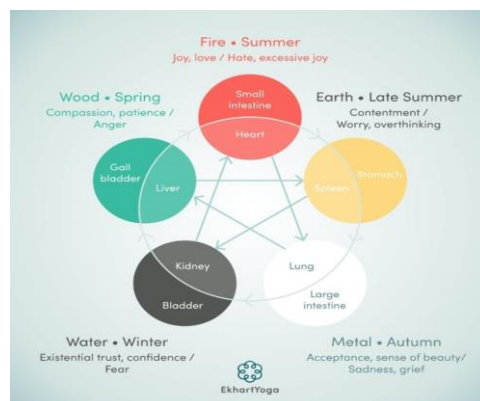 Fire • Summer
Joy, love / Hate, excessive joy
Small
intestine
Heart
Wood • Spring
Compassion, patience /
Anger
Earth • Late Summer
Contentment /
Worry, overthinking
Gall
bladder
Liver
Spleen
Stomach
Kidney
Bladder
Lung
Large
intestine
Water • Winter
Existential trust, confidence /
Fear
Metal • Autumn
Acceptance, sense of beauty/
Sadness, grief
EkhartYoga